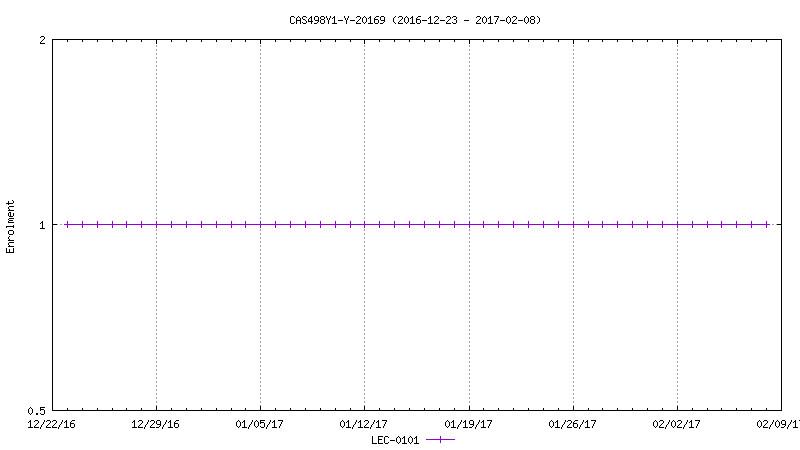 CAS498Y1-Y-20169 (2016-12-23 - 2017-02-08)
2
Enrolment
1
0.5
12/22/16 12/29/16 01/05/17 01/12/17 01/19/17 01/26/17 02/02/17 02/09/1
LEC-0101